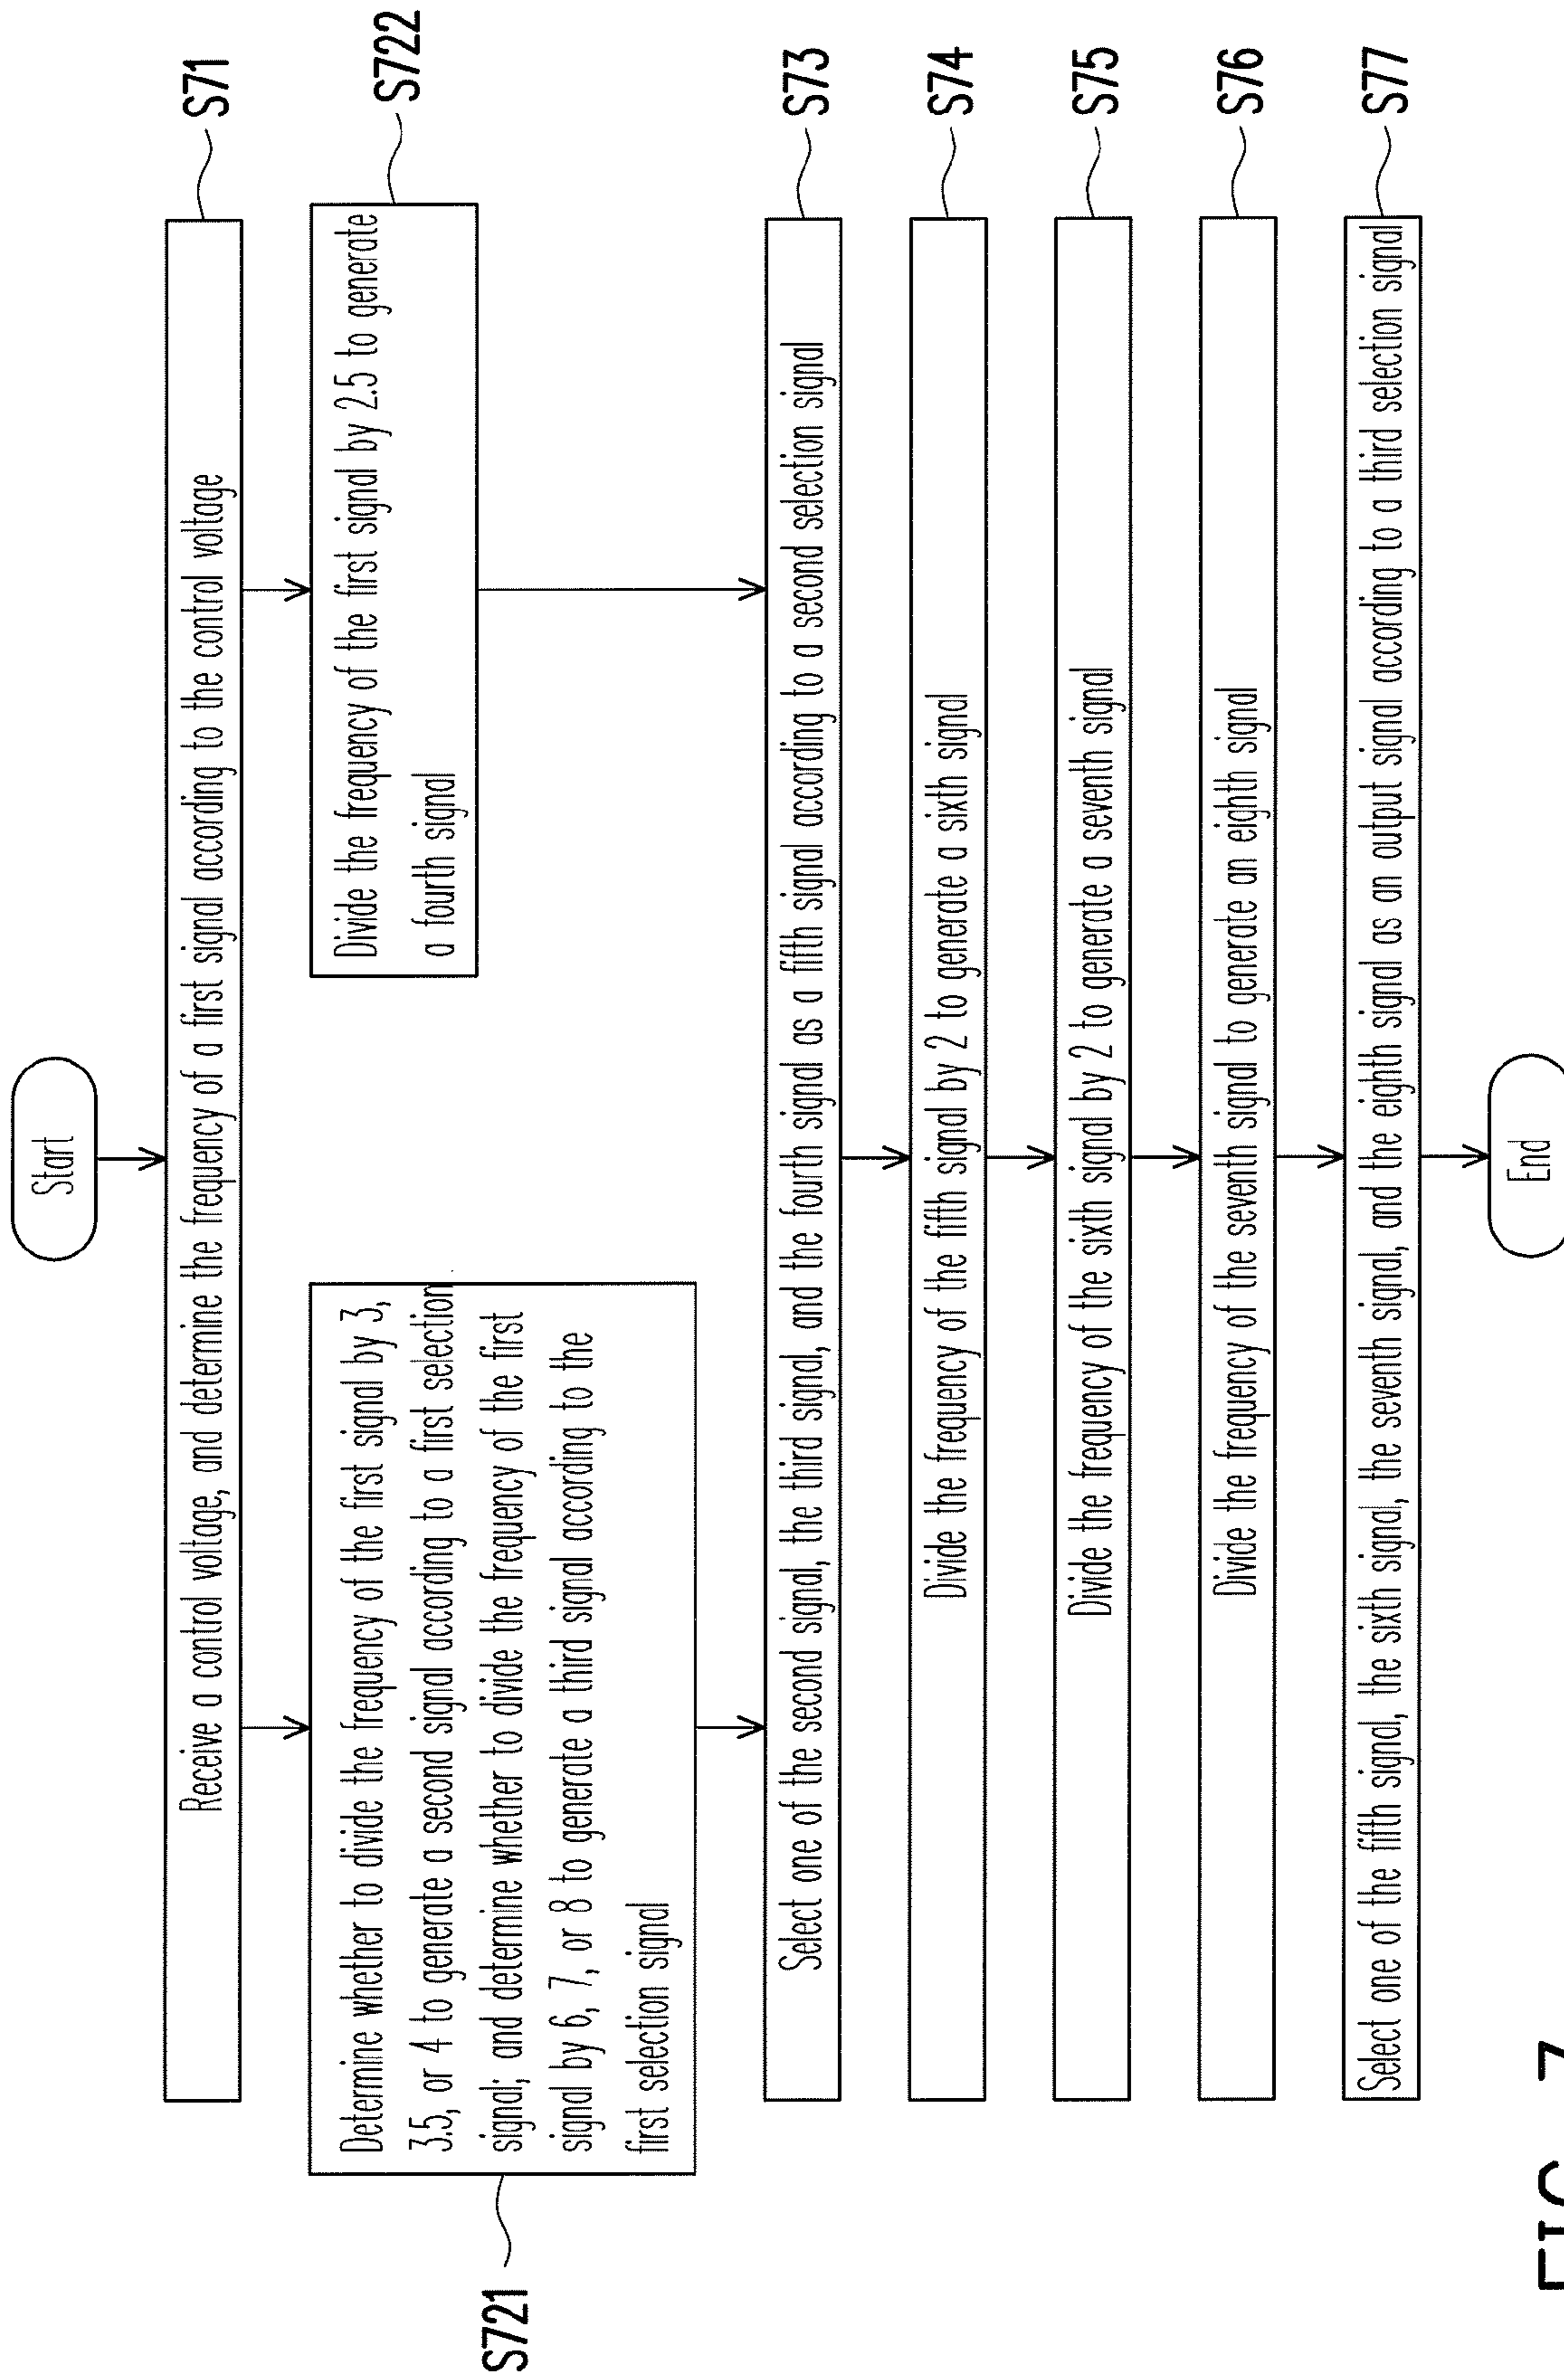 Start
Receive a control voltage, and determine the frequency of a first signal according to the control voltage
S71
Determine whether to divide the frequency of the first signal by 3,
3.5, or 4 to generate a second signal according to a first selection
signal; and determine whether to divide the frequency of the first
signal by 6, 7, or 8 to generate a third signal according to the
first selection signal
S721
Divide the frequency of the first signal by 2.5 to generate
a fourth signal
S722
Select one of the second signal, the third signal, and the fourth signal as a fifth signal according to a second selection signal
S73
Divide the frequency of the fifth signal by 2 to generate a sixth signal
S74
Divide the frequency of the sixth signal by 2 to generate a seventh signal
S75
Divide the frequency of the seventh signal to generate an eighth signal
S76
Select one of the fifth signal, the sixth signal, the seventh signal, and the eighth signal as an output signal according to a third selection signal
S77
End
FIG. 7